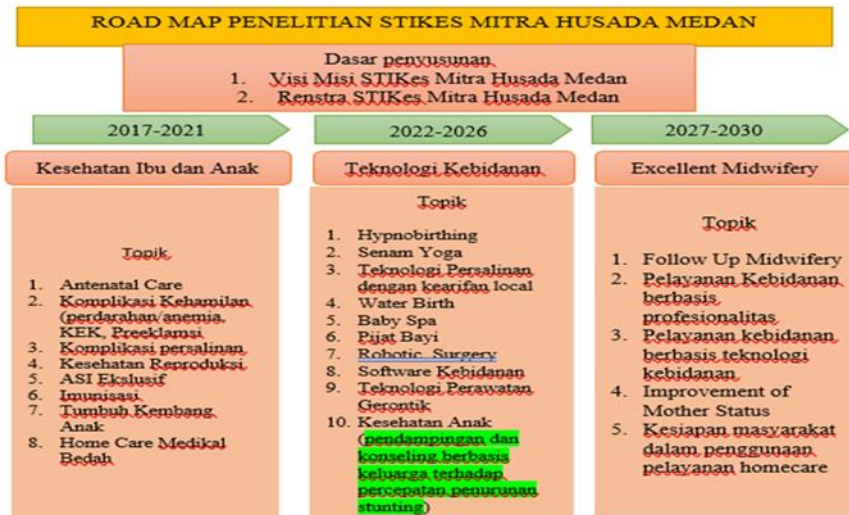 ROAD MAP PENELITIAN STIKES MITRA HUSADA MEDAN
Dasar penyusunan
1. Visi Misi STIKes Mitra Husada Medan
2. Renstra STIKes Mitra Husada Medan
2017-2021
2022-2026
2027-2030
Kesehatan Ibu dan Anak
Teknologi Kebidanan
Excellent Midwifery
Topik
1. Antenatal Care
2. Komplikasi Kehamilan
(perdarahan/anemia,
KEK, Preeklamsi
3. Komplikasi persalinan
4. Kesehatan Reproduksi
5. ASI Ekslusif
6. Imunisasi
7. Tumbuh Kembang
Anak
8. Home Care Medikal
Bedah
Topik
1. Hypnobirthing
2. Senam Yoga
3. Teknologi Persalinan
dengan kearifan local
4. Water Birth
5. Baby Spa
6. Pijat Bayi
7. Robotic Surgery
8. Software Kebidanan
9. Teknologi Perawatan
Gerontik
10. Kesehatan Anak
(pendampingan dan
konseling berbasis
keluarga terhadap
percepatan penurunan
stunting)
Topik
1. Follow Up Midwifery
2. Pelayanan Kebidanan
berbasis
profesionalitas
3. Pelayanan kebidanan
berbasis teknologi
kebidanan
4. Improvement of
Mother Status
5. Kesiapan masyarakat
dalam penggunaan
pelayanan homecare